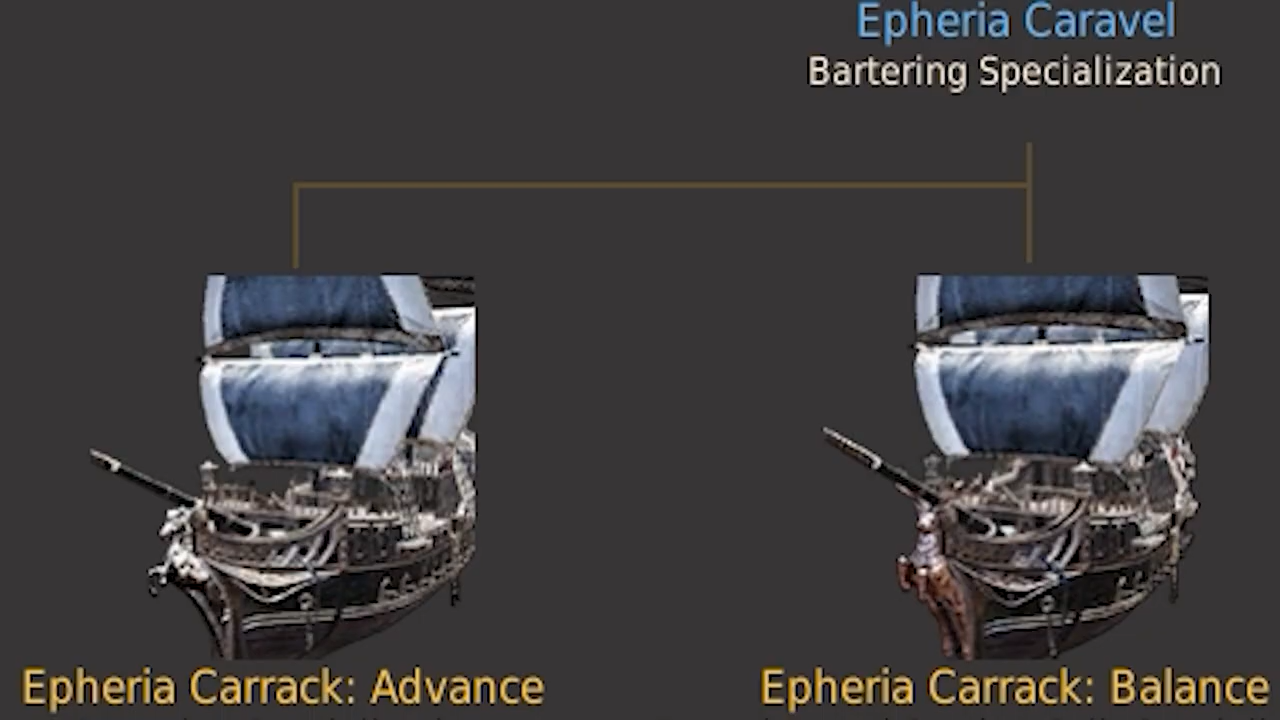 Epheria Caravel
Bartering Specialization
Epheria Carrack: Advance
Epheria Carrack: Balance